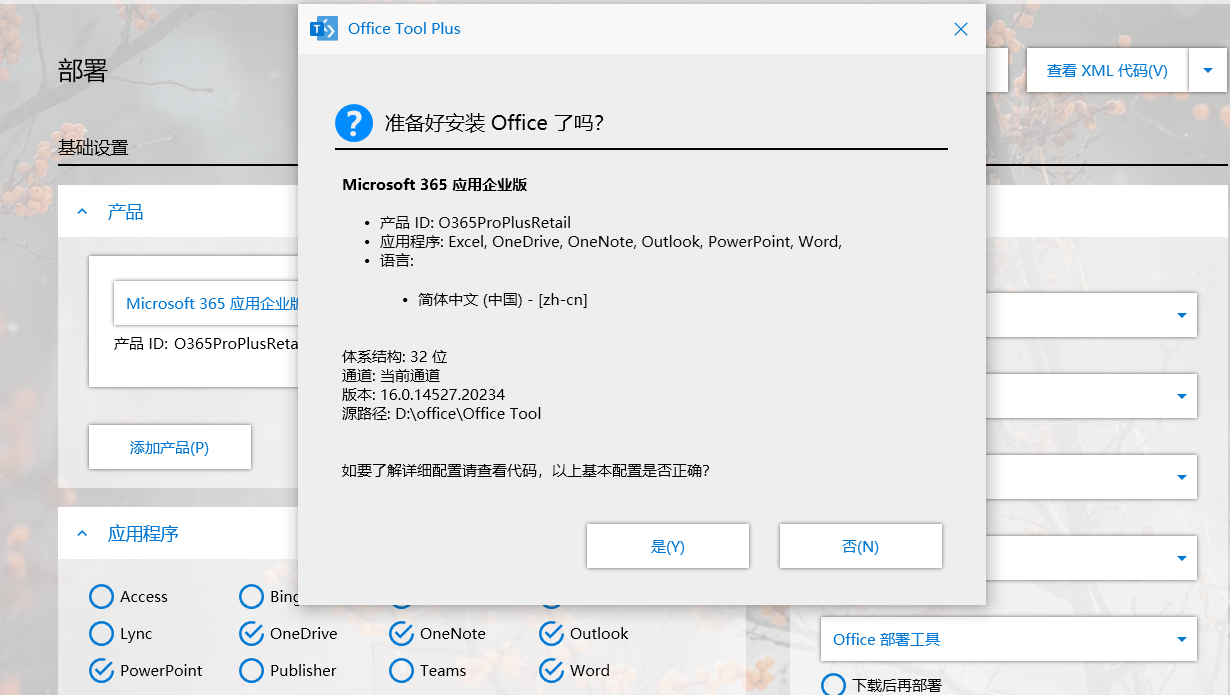 Office Tool Plus
部署
查看 XML 代码(V)
准备好安装 Office 了吗?
基础设置
Microsoft 365 应用企业版
产品
• 产品 ID: O365ProPlusRetail
• 应用程序: Excel, OneDrive, OneNote, Outlook, PowerPoint, Word,
• 语言:
• 简体中文 (中国) - [zh-cn]
Microsoft 365 应用企业版
产品 ID: O365ProPlusReta
体系结构: 32 位
通道: 当前通道
版本: 16.0.14527.20234
源路径: D:\office\Office Tool
添加产品(P)
如要了解详细配置请查看代码，以上基本配置是否正确?
应用程序
是(Y)
否(N)
Access
Bing
Lync
OneDrive
OneNote
Outlook
Office 部署工具
PowerPoint
Publisher
Teams
Word
下载后再部署